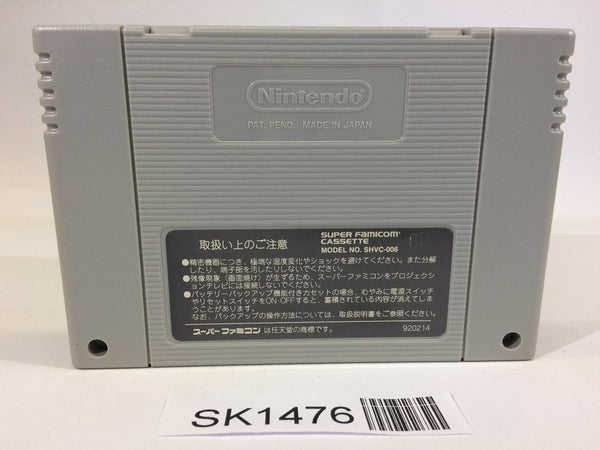 Nintendo
PAT. PEND. MADE IN JAPAN
取扱い上のご注意
SUPER FAMICOM
CASSETTE
MODEL NO. SHVC-006
●精密機器につき、極端な温度変化やショックを避けてください。また分解
したり、端子部を汚したりしないでください。
●残像現象(画面焼け)が生ずるため、スーパーファミコンをプロジェクシ
ョンテレビには接続しないでください。
●バッテリーバックアップ機能付きカセットの場合、むやみに電源スイッチ
やリセットスイッチをON・OFFすると、蓄積されている内容が消えてしま
うことがあります。
なお、バックアップの操作方法については、取扱説明書をご参照ください。
スーパーファミコン は任天堂の商標です。
920214
SK1476